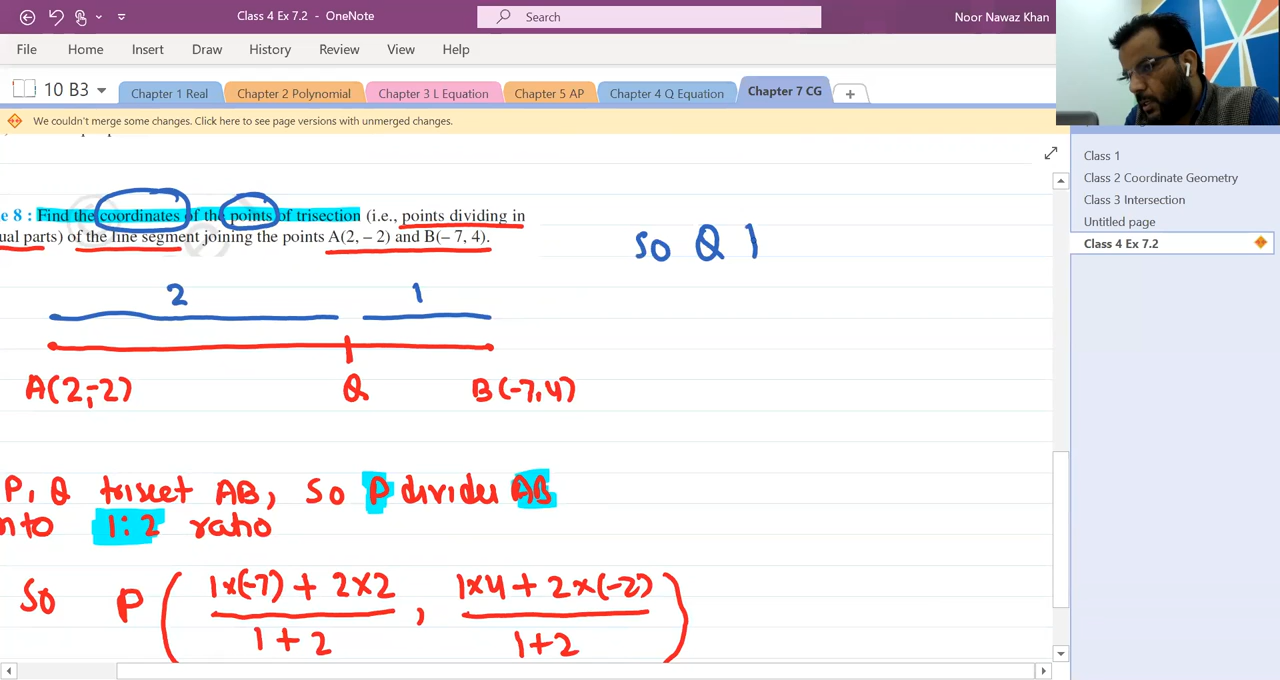 Class 4 Ex 7.2 - OneNote
Search
Noor Nawaz Khan
File Home Insert Draw History Review View Help
10 B3
Chapter 1 Real
Chapter 2 Polynomial
Chapter 3 L Equation
Chapter 5 AP
Chapter 4 Q Equation
Chapter 7 CG
We couldn't merge some changes. Click here to see page versions with unmerged changes.
e 8 : Find the coordinates of the points of trisection (i.e., points dividing in
ual parts) of the line segment joining the points A(2, – 2) and B(– 7, 4).
So Q
2 1
A(2,-2) Q B(-7,4)
P, Q trisect AB, So P divides AB
nto 1:2 ratio
So P ( 1×(-7) + 2×2 , 1×4 + 2×(-2) )
1 + 2 1+2
Class 1
Class 2 Coordinate Geometry
Class 3 Intersection
Untitled page
Class 4 Ex 7.2